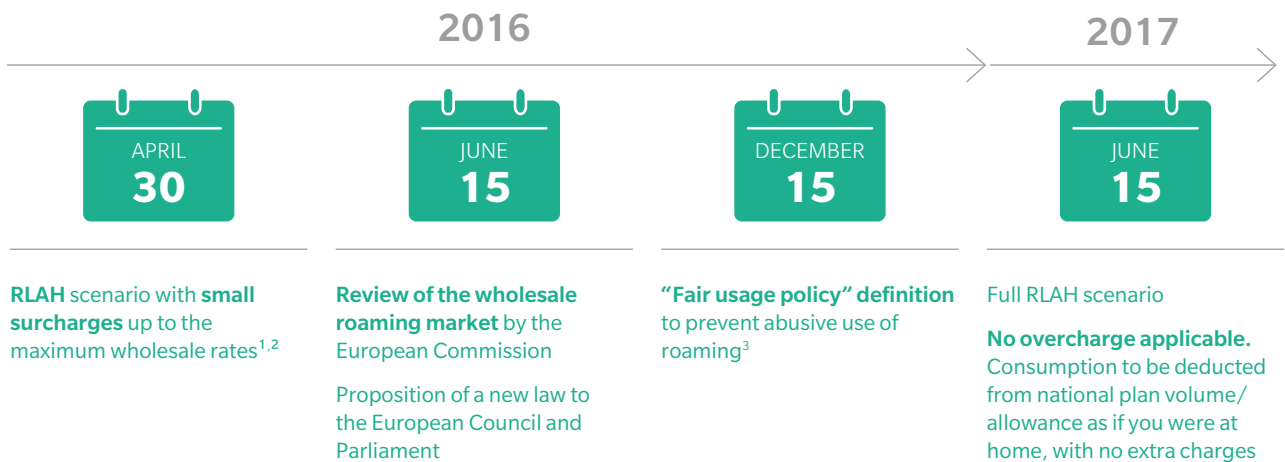 2016
2017
APRIL
30
JUNE
15
DECEMBER
15
JUNE
15
RLAH scenario with small
surcharges up to the
maximum wholesale rates1,2
Review of the wholesale
roaming market by the
European Commission
Proposition of a new law to
the European Council and
Parliament
“Fair usage policy” definition
to prevent abusive use of
roaming3
Full RLAH scenario
No overcharge applicable.
Consumption to be deducted
from national plan volume/
allowance as if you were at
home, with no extra charges